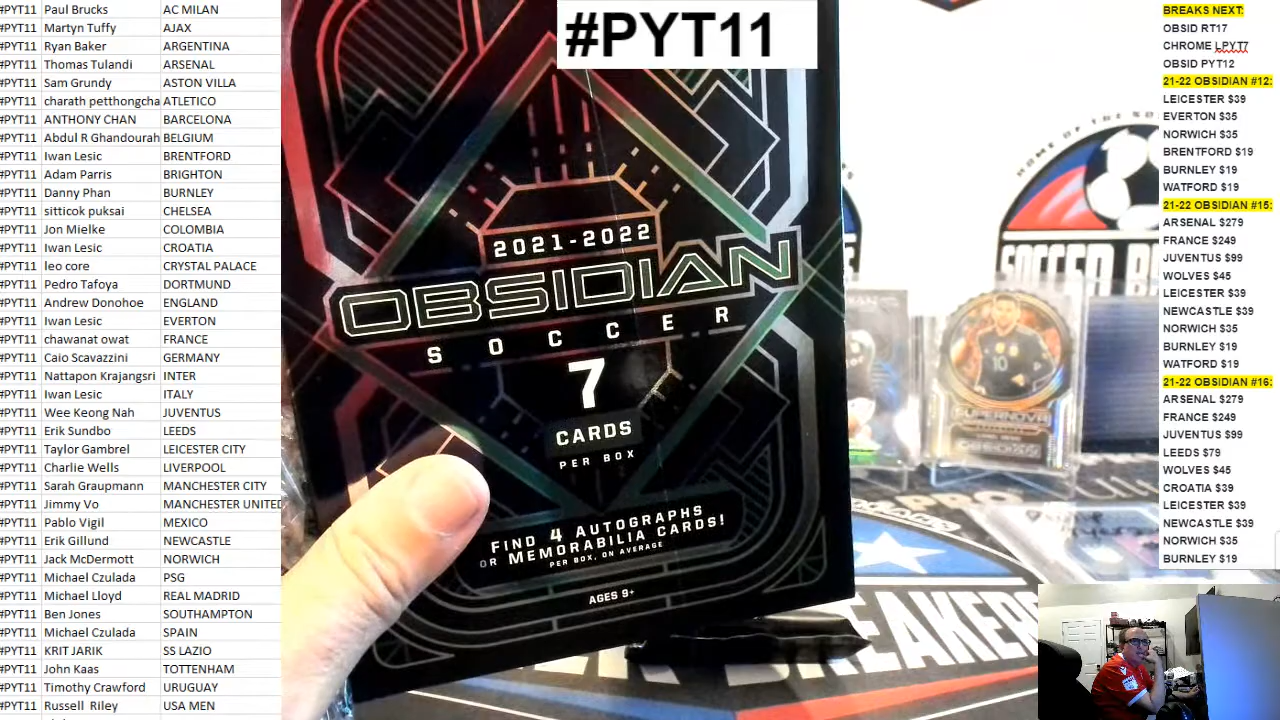 #PYT11 Paul Brucks AC MILAN
#PYT11 Martyn Tuffy AJAX
#PYT11 Ryan Baker ARGENTINA
#PYT11 Thomas Tulandi ARSENAL
#PYT11 Sam Grundy ASTON VILLA
#PYT11 charath petthongcha ATLETICO
#PYT11 ANTHONY CHAN BARCELONA
#PYT11 Abdul R Ghandourah BELGIUM
#PYT11 Iwan Lesic BRENTFORD
#PYT11 Adam Parris BRIGHTON
#PYT11 Danny Phan BURNLEY
#PYT11 sitticok puksai CHELSEA
#PYT11 Jon Mielke COLOMBIA
#PYT11 Iwan Lesic CROATIA
#PYT11 leo core CRYSTAL PALACE
#PYT11 Pedro Tafoya DORTMUND
#PYT11 Andrew Donohoe ENGLAND
#PYT11 Iwan Lesic EVERTON
#PYT11 chawanat owat FRANCE
#PYT11 Caio Scavazzini GERMANY
#PYT11 Nattapon Krajangsri INTER
#PYT11 Iwan Lesic ITALY
#PYT11 Wee Keong Nah JUVENTUS
#PYT11 Erik Sundbo LEEDS
#PYT11 Taylor Gambrel LEICESTER CITY
#PYT11 Charlie Wells LIVERPOOL
#PYT11 Sarah Graupmann MANCHESTER CITY
#PYT11 Jimmy Vo MANCHESTER UNITED
#PYT11 Pablo Vigil MEXICO
#PYT11 Erik Gillund NEWCASTLE
#PYT11 Jack McDermott NORWICH
#PYT11 Michael Czulada PSG
#PYT11 Michael Lloyd REAL MADRID
#PYT11 Ben Jones SOUTHAMPTON
#PYT11 Michael Czulada SPAIN
#PYT11 KRIT JARIK SS LAZIO
#PYT11 John Kaas TOTTENHAM
#PYT11 Timothy Crawford URUGUAY
#PYT11 Russell Riley USA MEN
#PYT11
2021-2022
OBSIDIAN
SOCCER
7
CARDS
PER BOX
FIND 4 AUTOGRAPHS
OR MEMORABILIA CARDS!
PER BOX, ON AVERAGE
AGES 9+
HOME OF THE
SOCCER
SUPERNOVA
10
BREAKERS
BREAKS NEXT:
OBSID RT17
CHROME LPYT7
OBSID PYT12
21-22 OBSIDIAN #12:
LEICESTER $39
EVERTON $35
NORWICH $35
BRENTFORD $19
BURNLEY $19
WATFORD $19
21-22 OBSIDIAN #15:
ARSENAL $279
FRANCE $249
JUVENTUS $99
WOLVES $45
LEICESTER $39
NEWCASTLE $39
NORWICH $35
BURNLEY $19
WATFORD $19
21-22 OBSIDIAN #16:
ARSENAL $279
FRANCE $249
JUVENTUS $99
LEEDS $79
WOLVES $45
CROATIA $39
LEICESTER $39
NEWCASTLE $39
NORWICH $35
BURNLEY $19